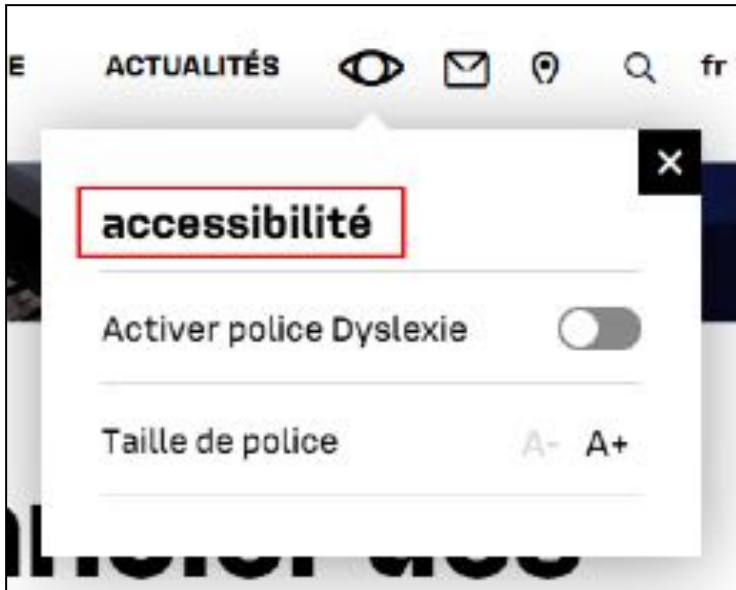 E ACTUALITÉS fr
accessibilité
Activer police Dyslexie
Taille de police A- A+